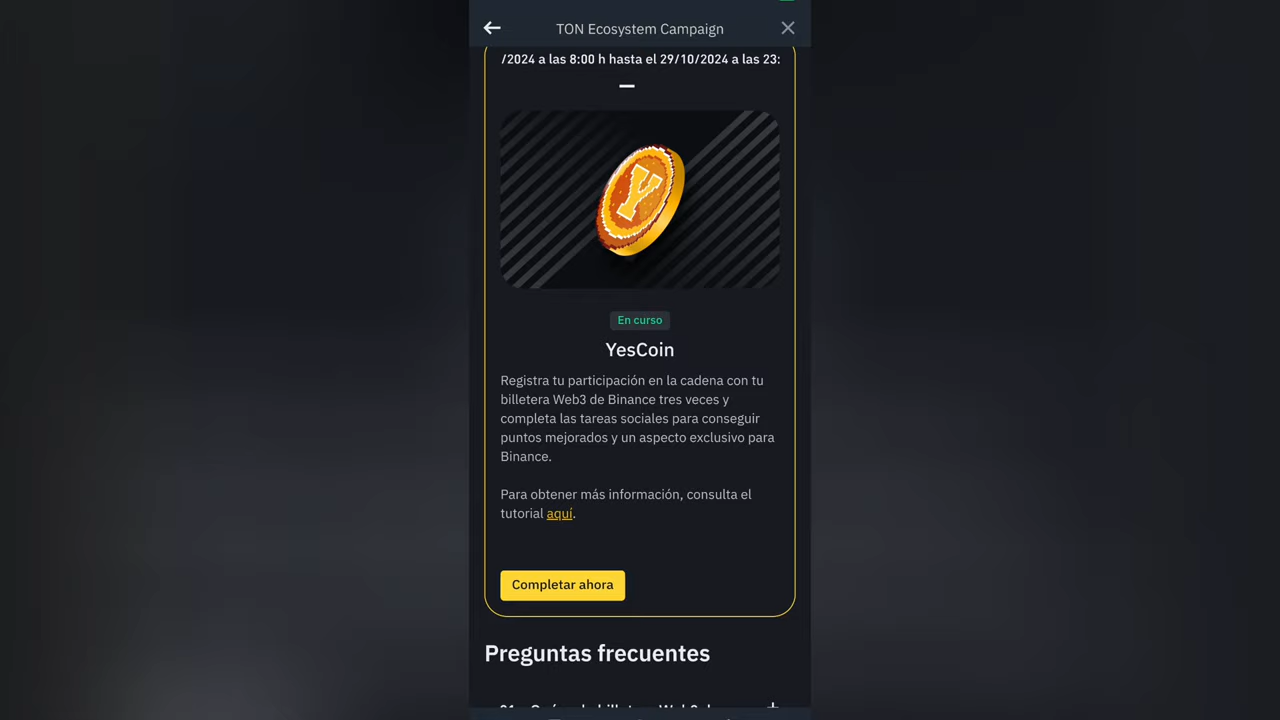 TON Ecosystem Campaign
/2024 a las 8:00 h hasta el 29/10/2024 a las 23:
Y
En curso
YesCoin
Registra tu participación en la cadena con tu
billetera Web3 de Binance tres veces y
completa las tareas sociales para conseguir
puntos mejorados y un aspecto exclusivo para
Binance.
Para obtener más información, consulta el
tutorial aquí.
Completar ahora
Preguntas frecuentes